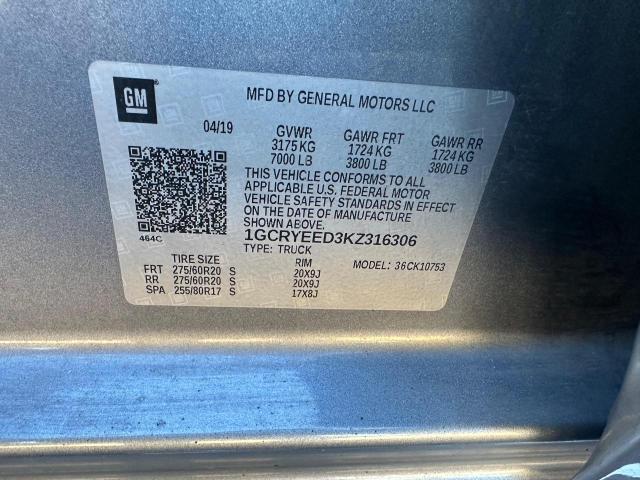 GM
MFD BY GENERAL MOTORS LLC
04/19 GVWR GAWR FRT GAWR RR
3175 KG 1724 KG 1724 KG
7000 LB 3800 LB 3800 LB
THIS VEHICLE CONFORMS TO ALL
APPLICABLE U.S. FEDERAL MOTOR
VEHICLE SAFETY STANDARDS IN EFFECT
ON THE DATE OF MANUFACTURE
SHOWN ABOVE.
464C 1GCRYEED3KZ316306
TYPE: TRUCK MODEL: 36CK10753
TIRE SIZE RIM
FRT 275/60R20 S 20X9J
RR 275/60R20 S 20X9J
SPA 255/80R17 S 17X8J